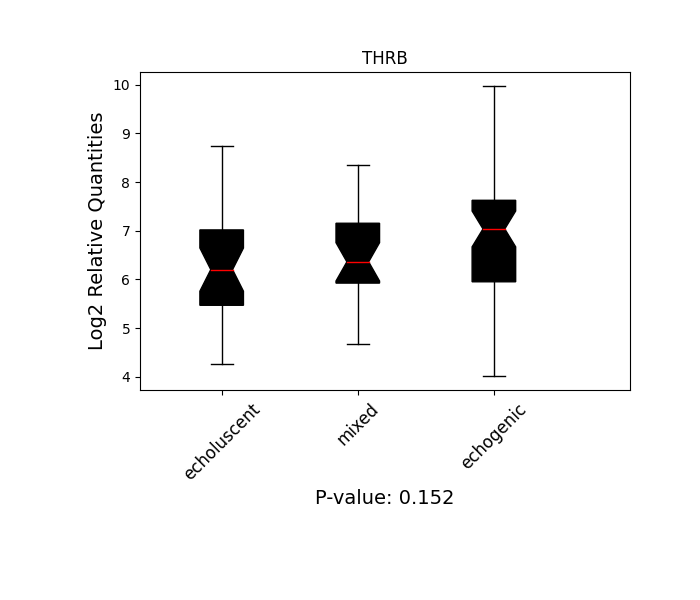 THRB
Log2 Relative Quantities
10
9
8
7
6
5
4
echoluscent
mixed
echogenic
P-value: 0.152